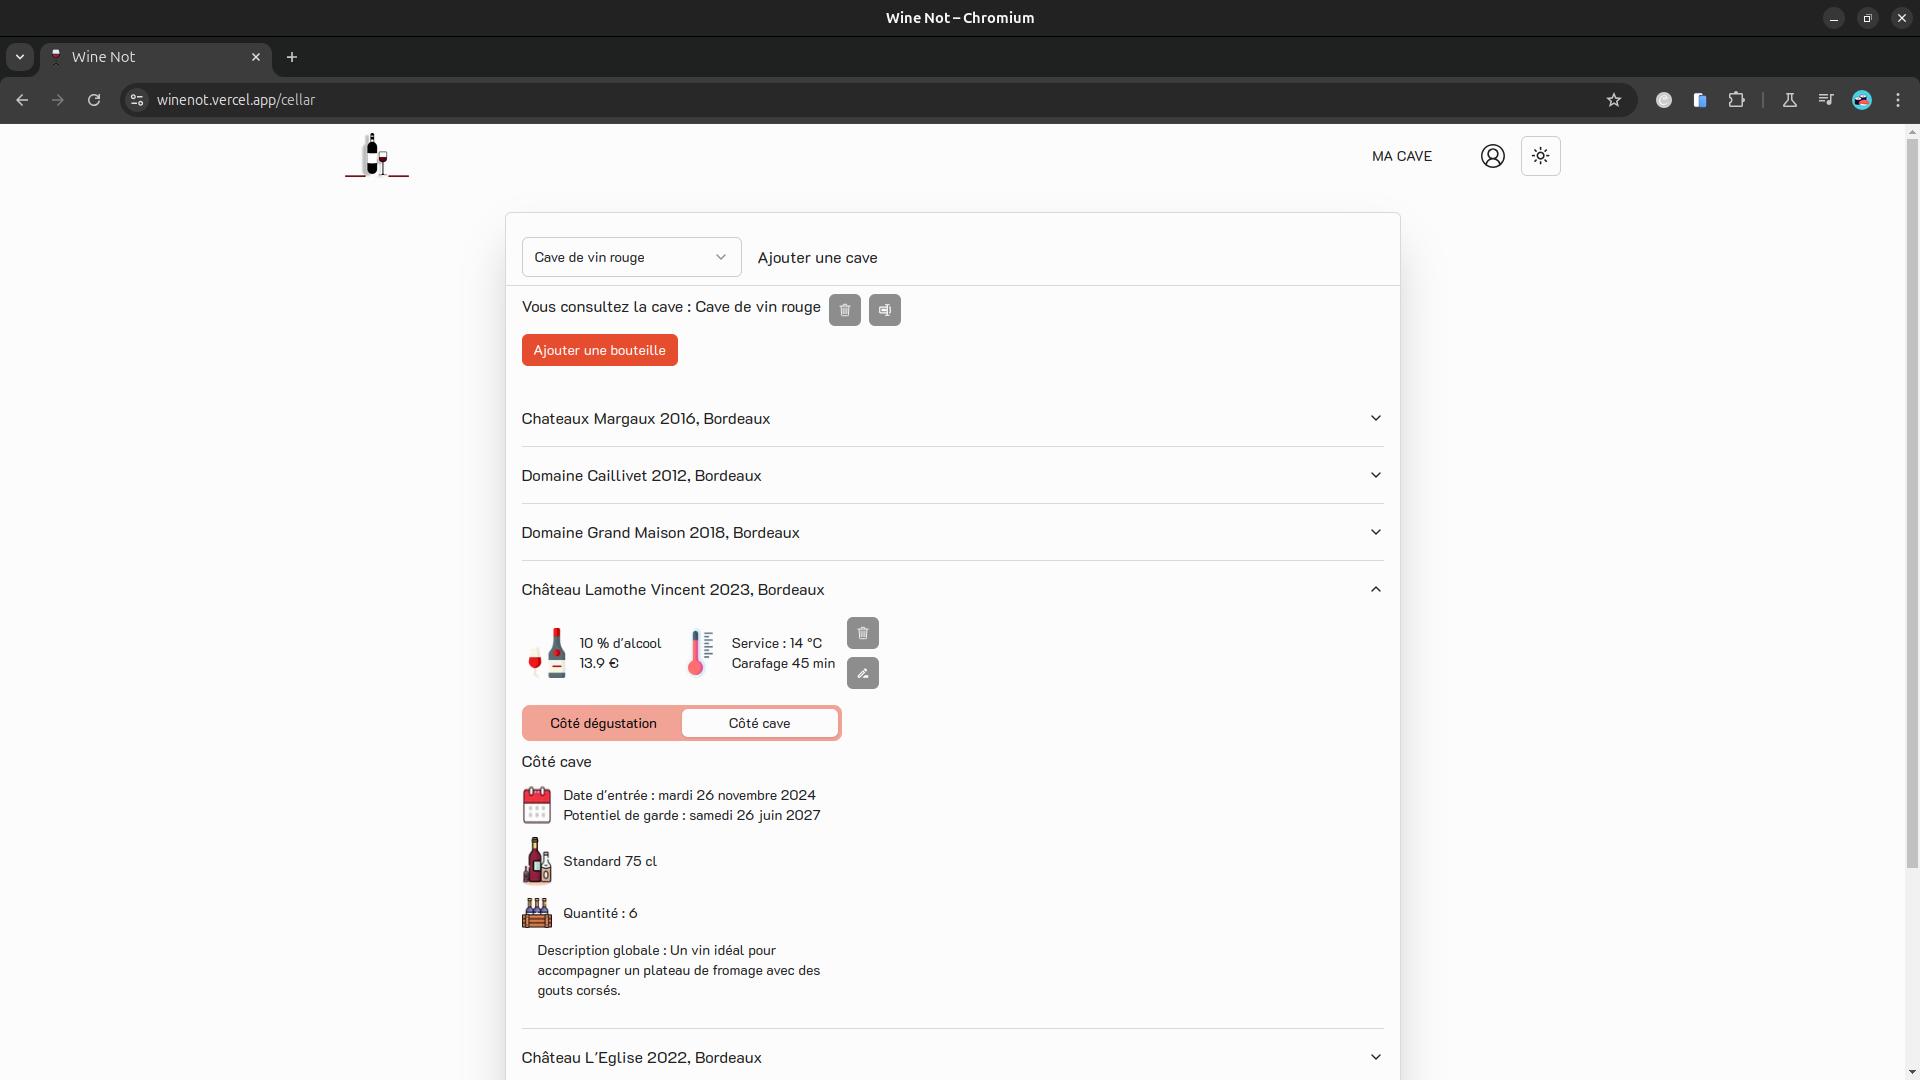 Wine Not – Chromium
Wine Not
winenot.vercel.app/cellar
MA CAVE
Cave de vin rouge
Ajouter une cave
Vous consultez la cave : Cave de vin rouge
Ajouter une bouteille
Chateaux Margaux 2016, Bordeaux
Domaine Caillivet 2012, Bordeaux
Domaine Grand Maison 2018, Bordeaux
Château Lamothe Vincent 2023, Bordeaux
10 % d'alcool
13.9 €
Service : 14 °C
Carafage 45 min
Côté dégustation
Côté cave
Côté cave
Date d'entrée : mardi 26 novembre 2024
Potentiel de garde : samedi 26 juin 2027
Standard 75 cl
Quantité : 6
Description globale : Un vin idéal pour
accompagner un plateau de fromage avec des
gouts corsés.
Château L'Eglise 2022, Bordeaux